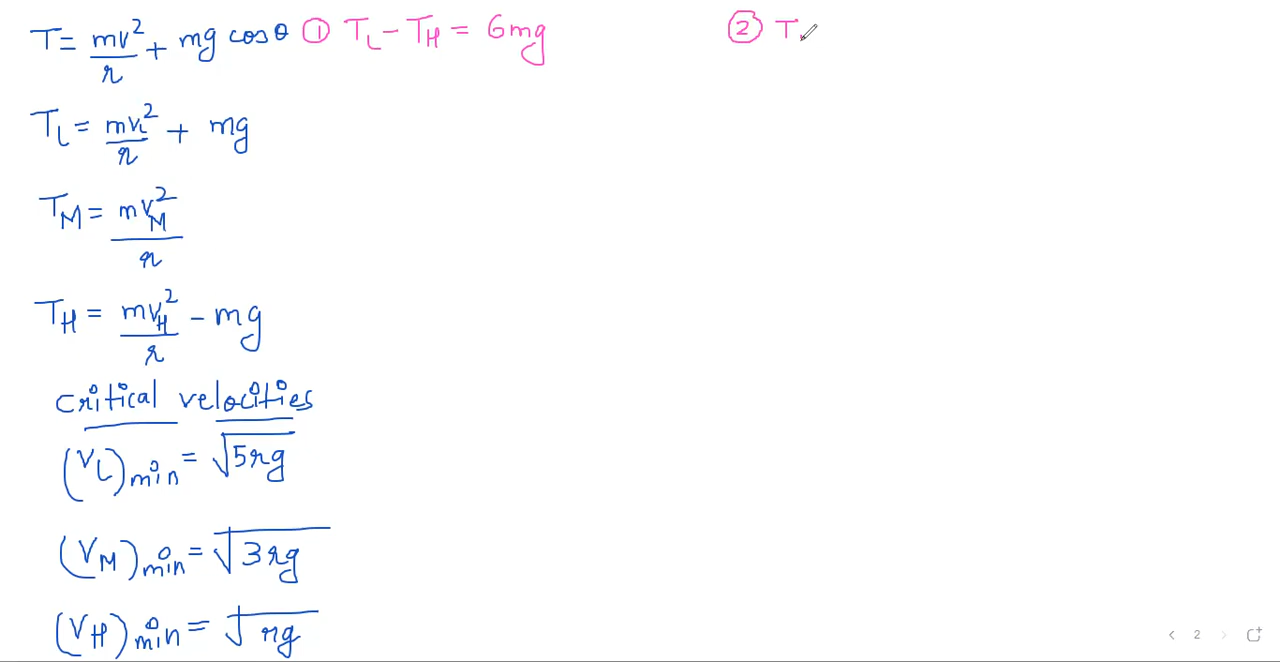 T = mv²/r + mg cosθ ① T_L - T_H = 6mg ② T
T_L = mv_L²/r + mg
T_M = mv_M²/r
T_H = mv_H²/r - mg
critical velocities
(V_L)min = √5rg
(V_M)min = √3rg
(V_H)min = √rg
2